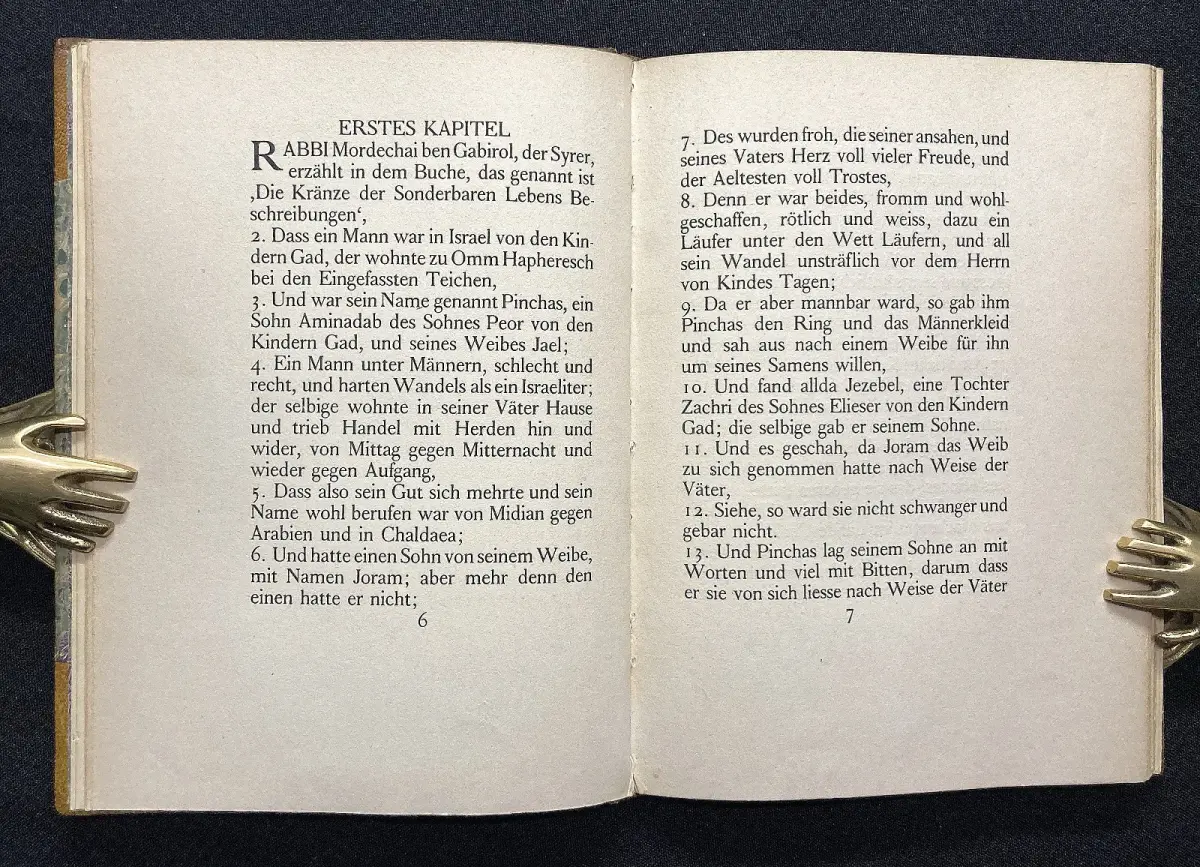 ERSTES KAPITEL
RABBI Mordechai ben Gabirol, der Syrer,
erzählt in dem Buche, das genannt ist
‚Die Kränze der Sonderbaren Lebens Be-
schreibungen‘,
2. Dass ein Mann war in Israel von den Kin-
dern Gad, der wohnte zu Omm Hapheresch
bei den Eingefassten Teichen,
3. Und war sein Name genannt Pinchas, ein
Sohn Aminadab des Sohnes Peor von den
Kindern Gad, und seines Weibes Jael;
4. Ein Mann unter Männern, schlecht und
recht, und harten Wandels als ein Israeliter;
der selbige wohnte in seiner Väter Hause
und trieb Handel mit Herden hin und
wider, von Mittag gegen Mitternacht und
wieder gegen Aufgang,
5. Dass also sein Gut sich mehrte und sein
Name wohl berufen war von Midian gegen
Arabien und in Chaldaea;
6. Und hatte einen Sohn von seinem Weibe,
mit Namen Joram; aber mehr denn den
einen hatte er nicht;
6
7. Des wurden froh, die seiner ansahen, und
seines Vaters Herz voll vieler Freude, und
der Aeltesten voll Trostes,
8. Denn er war beides, fromm und wohl-
geschaffen, rötlich und weiss, dazu ein
Läufer unter den Wett Läufern, und all
sein Wandel unsträflich vor dem Herrn
von Kindes Tagen;
9. Da er aber mannbar ward, so gab ihm
Pinchas den Ring und das Männerkleid
und sah aus nach einem Weibe für ihn
um seines Samens willen,
10. Und fand allda Jezebel, eine Tochter
Zachri des Sohnes Elieser von den Kindern
Gad; die selbige gab er seinem Sohne.
11. Und es geschah, da Joram das Weib
zu sich genommen hatte nach Weise der
Väter,
12. Siehe, so ward sie nicht schwanger und
gebar nicht.
13. Und Pinchas lag seinem Sohne an mit
Worten und viel mit Bitten, darum dass
er sie von sich liesse nach Weise der Väter
7